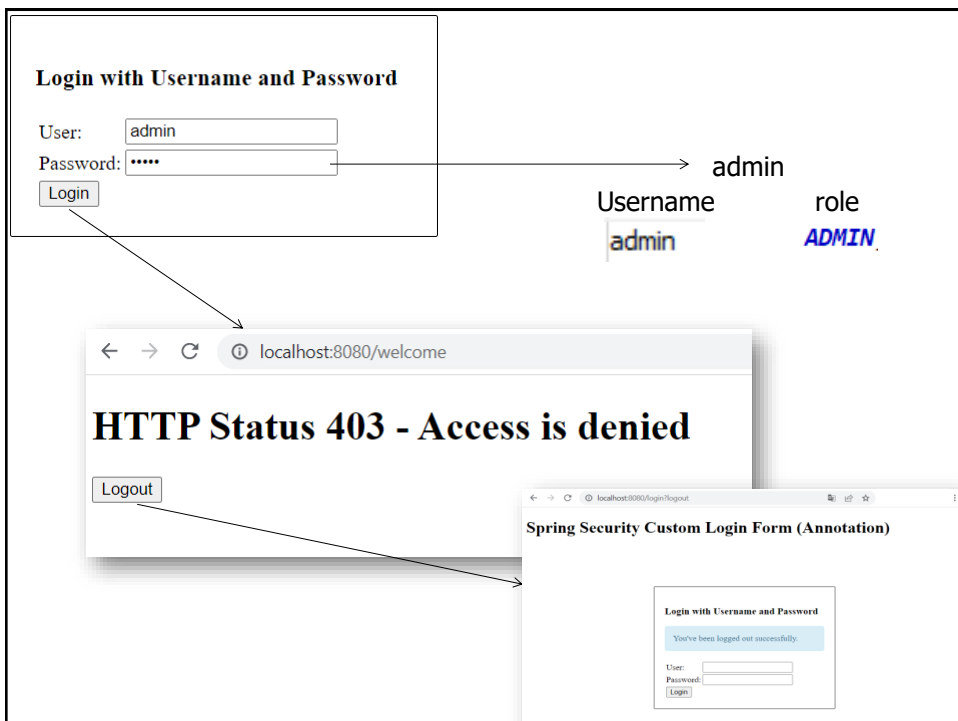 Login with Username and Password
User: admin
Password: •••••
Login
admin
Username role
admin ADMIN
localhost:8080/welcome
HTTP Status 403 - Access is denied
Logout
localhost:8080/login?logout
Spring Security Custom Login Form (Annotation)
Login with Username and Password
You've been logged out successfully.
User:
Password:
Login